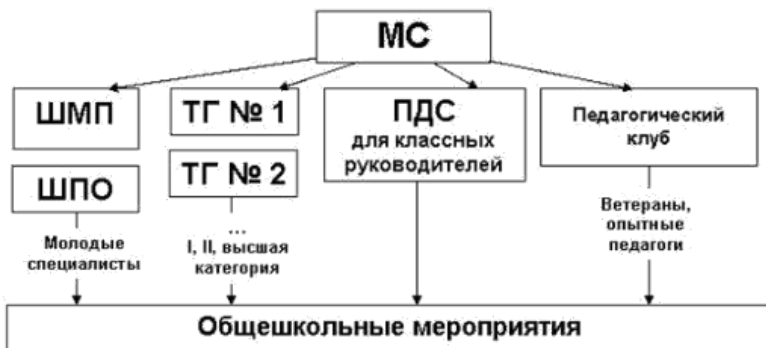 МС
ШМП
ШПО
Молодые
специалисты
ТГ № 1
ТГ № 2
...
I, II, высшая
категория
ПДС
для классных
руководителей
Педагогический
клуб
Ветераны,
опытные
педагоги
Общешкольные мероприятия